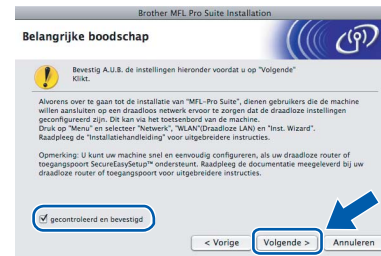 Brother MFL Pro Suite Installation
Belangrijke boodschap
Bevestig A.U.B. de instellingen hieronder voordat u op "Volgende"
Klikt.
Alvorens over te gaan tot de installatie van "MFL-Pro Suite", dienen gebruikers die de machine
willen aansluiten op een draadloos netwerk ervoor te zorgen dat de draadloze instellingen
geconfigureerd zijn. Dit kan via het toetsenbord van de machine.
Druk op "Menu" en selecteer "Netwerk", "WLAN"(Draadloze LAN) en "Inst. Wizard".
Raadpleeg de "Installatiehandleiding" voor uitgebreidere instructies.
Opmerking: U kunt uw machine snel en eenvoudig configureren, als uw draadloze router of
toegangspoort SecureEasySetup™ ondersteunt. Raadpleeg de documentatie meegeleverd bij uw
draadloze router of toegangspoort voor uitgebreidere instructies.
gecontroleerd en bevestigd
< Vorige
Volgende >
Annuleren